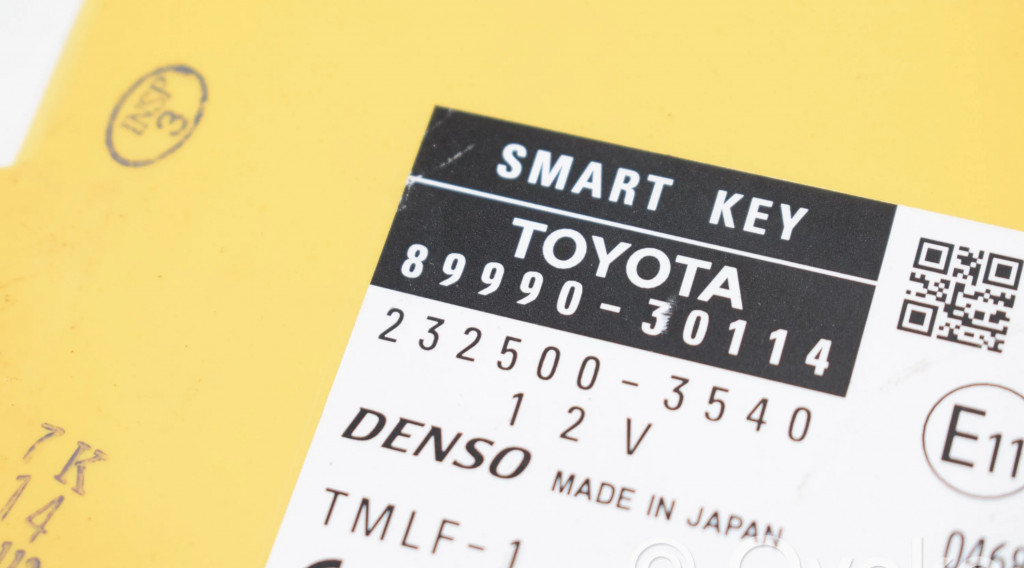 INSP
3
SMART KEY
TOYOTA
89990-30114
232500-3540
12V
DENSO
MADE IN JAPAN
TMLF-1
E11
7K
14